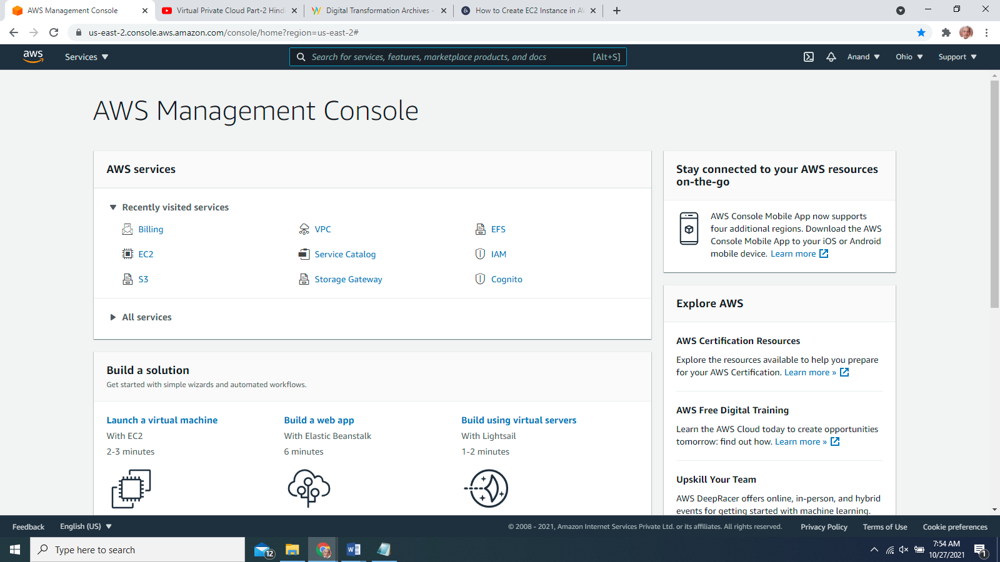 AWS Management Console
Virtual Private Cloud Part-2 Hindi
Digital Transformation Archives -
How to Create EC2 Instance in AW
us-east-2.console.aws.amazon.com/console/home?region=us-east-2#
aws
Services
Search for services, features, marketplace products, and docs
[Alt+S]
Anand
Ohio
Support
AWS Management Console
AWS services
Recently visited services
Billing
VPC
EFS
EC2
Service Catalog
IAM
S3
Storage Gateway
Cognito
All services
Build a solution
Get started with simple wizards and automated workflows.
Launch a virtual machine
With EC2
2-3 minutes
Build a web app
With Elastic Beanstalk
6 minutes
Build using virtual servers
With Lightsail
1-2 minutes
Stay connected to your AWS resources
on-the-go
AWS Console Mobile App now supports
four additional regions. Download the AWS
Console Mobile App to your iOS or Android
mobile device. Learn more
Explore AWS
AWS Certification Resources
Explore the resources available to help you prepare
for your AWS Certification. Learn more »
AWS Free Digital Training
Learn the AWS Cloud today to create opportunities
tomorrow: find out how. Learn more »
Upskill Your Team
AWS DeepRacer offers online, in-person, and hybrid
events for getting started with machine learning.
Feedback
English (US)
© 2008 - 2021, Amazon Internet Services Private Ltd. or its affiliates. All rights reserved.
Privacy Policy
Terms of Use
Cookie preferences
Type here to search
12
7:54 AM
10/27/2021
1